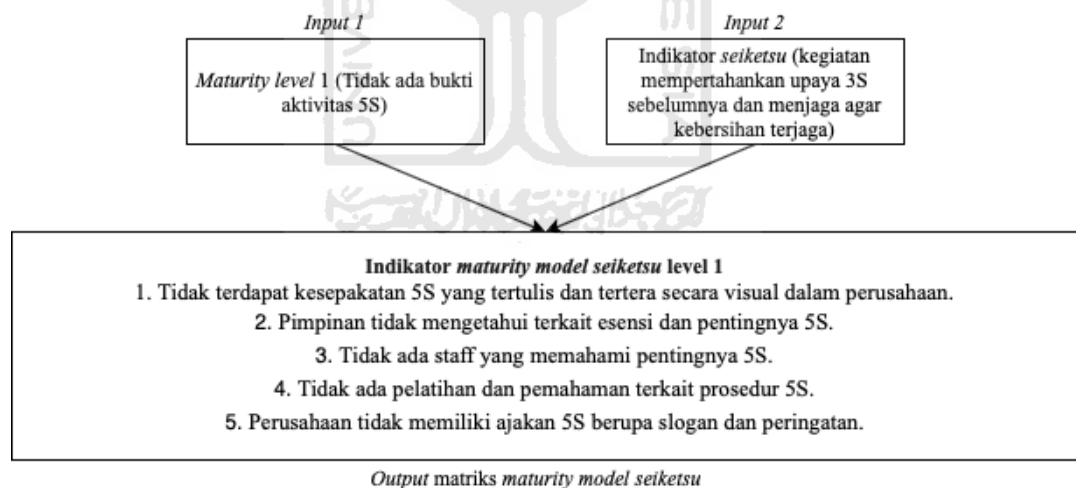 Input 1
Input 2
Maturity level 1 (Tidak ada bukti
aktivitas 5S)
Indikator seiketsu (kegiatan
mempertahankan upaya 3S
sebelumnya dan menjaga agar
kebersihan terjaga)
Indikator maturity model seiketsu level 1
1. Tidak terdapat kesepakatan 5S yang tertulis dan tertera secara visual dalam perusahaan.
2. Pimpinan tidak mengetahui terkait esensi dan pentingnya 5S.
3. Tidak ada staff yang memahami pentingnya 5S.
4. Tidak ada pelatihan dan pemahaman terkait prosedur 5S.
5. Perusahaan tidak memiliki ajakan 5S berupa slogan dan peringatan.
Output matriks maturity model seiketsu